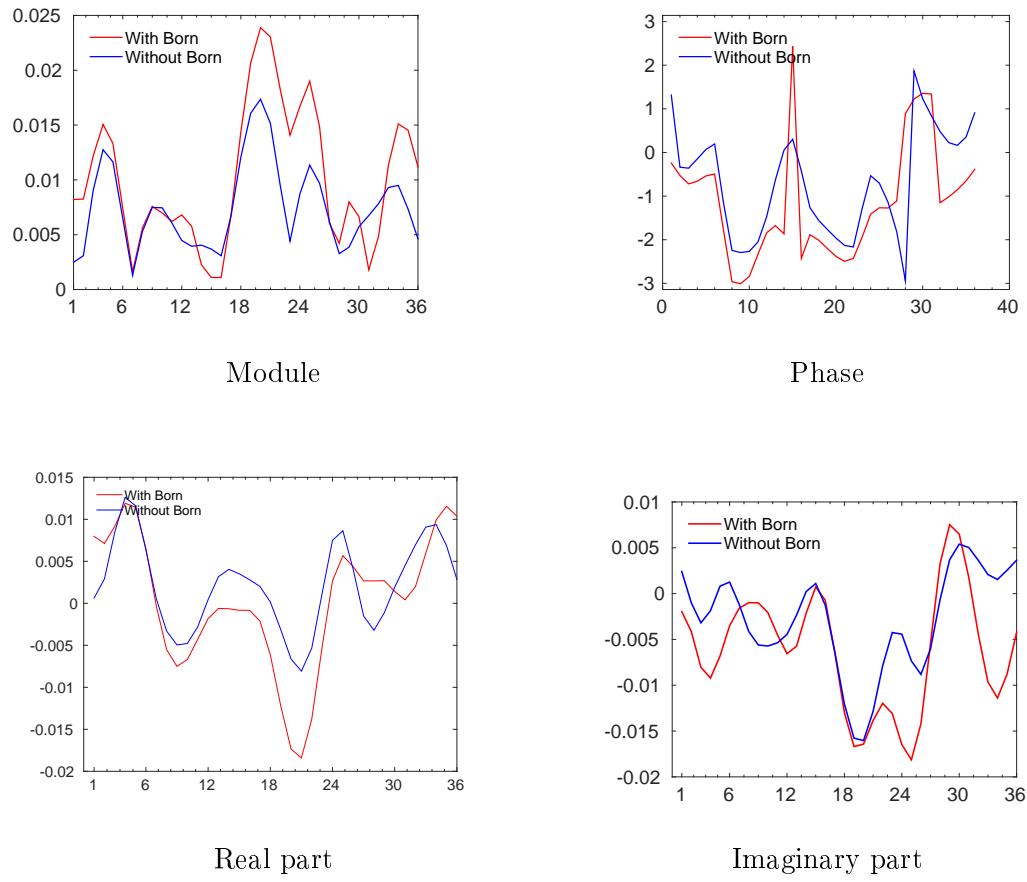 0.025
0.02
0.015
0.01
0.005
0
1 6 12 18 24 30 36
With Born
Without Born
Module
3
2
1
0
-1
-2
-3
0 10 20 30 40
With Born
Without Born
Phase
0.015
0.01
0.005
0
-0.005
-0.01
-0.015
-0.02
1 6 12 18 24 30 36
With Born
Without Born
Real part
0.01
0.005
0
-0.005
-0.01
-0.015
-0.02
1 6 12 18 24 30 36
With Born
Without Born
Imaginary part